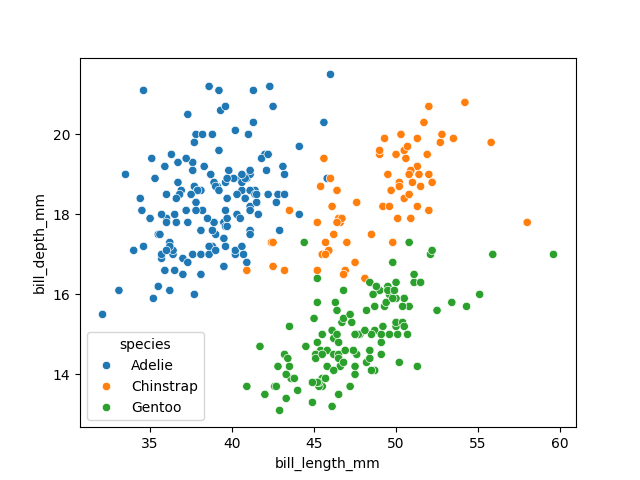 20
18
16
14
bill_depth_mm
species
Adelie
Chinstrap
Gentoo
35 40 45 50 55 60
bill_length_mm